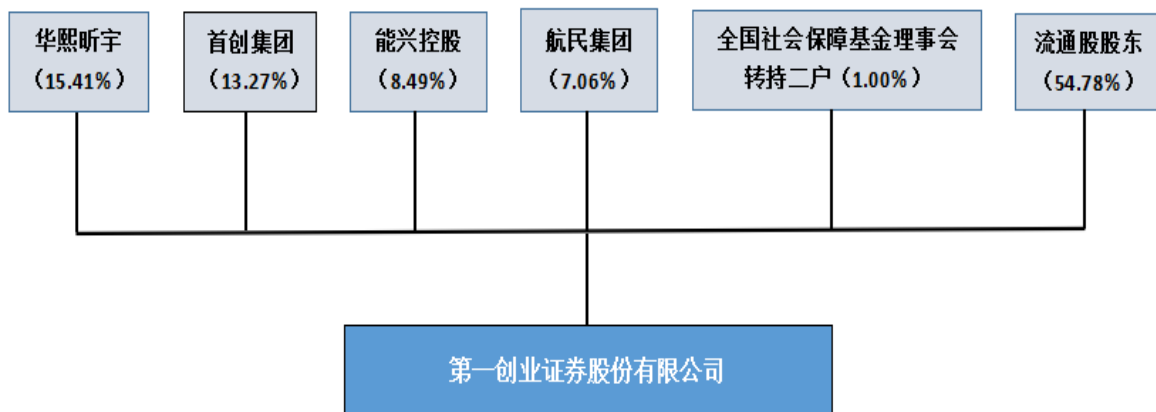 华熙昕宇
（15.41%）
首创集团
（13.27%）
能兴控股
（8.49%）
航民集团
（7.06%）
全国社会保障基金理事会
转持二户（1.00%）
流通股股东
（54.78%）
第一创业证券股份有限公司